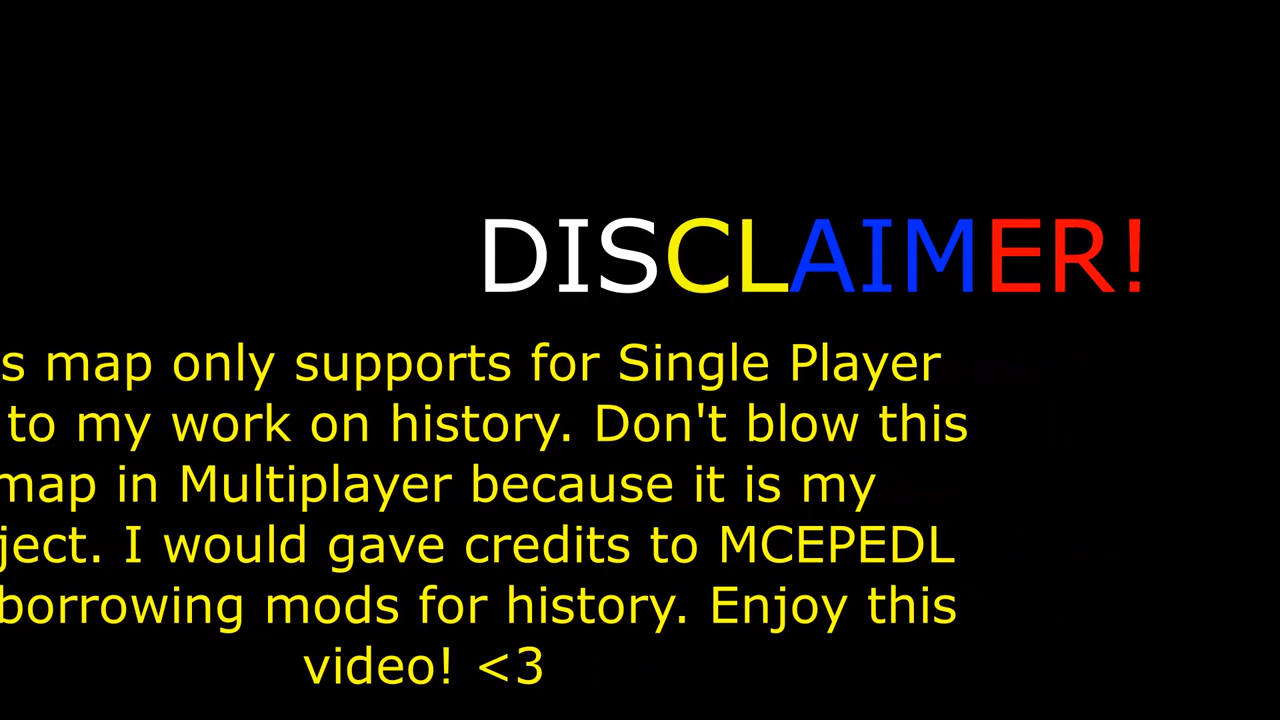 DISCLAIMER!
s map only supports for Single Player
to my work on history. Don't blow this
map in Multiplayer because it is my
ject. I would gave credits to MCEPEDL
borrowing mods for history. Enjoy this
video! <3